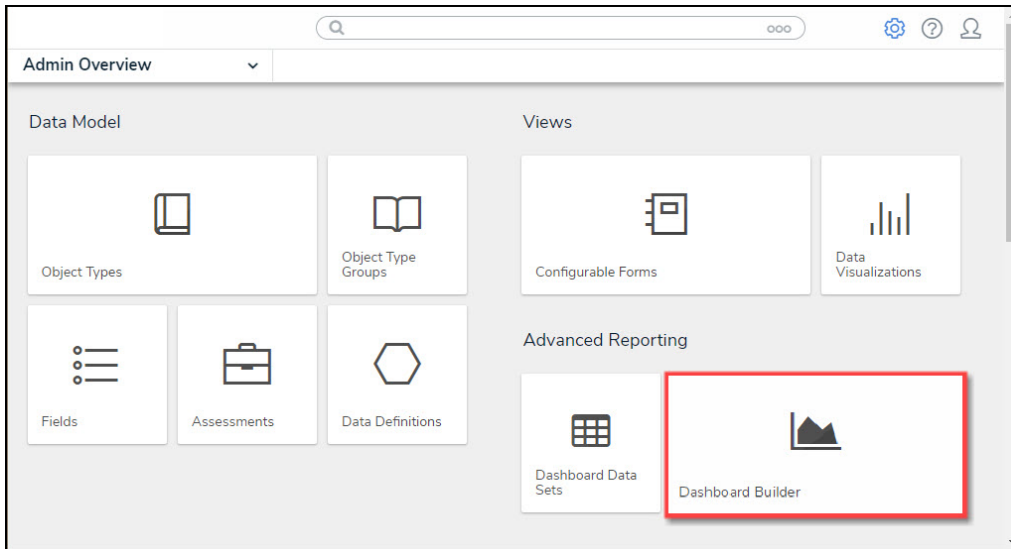 Admin Overview
Data Model
Views
Object Types
Object Type
Groups
Configurable Forms
Data
Visualizations
Fields
Assessments
Data Definitions
Advanced Reporting
Dashboard Data
Sets
Dashboard Builder